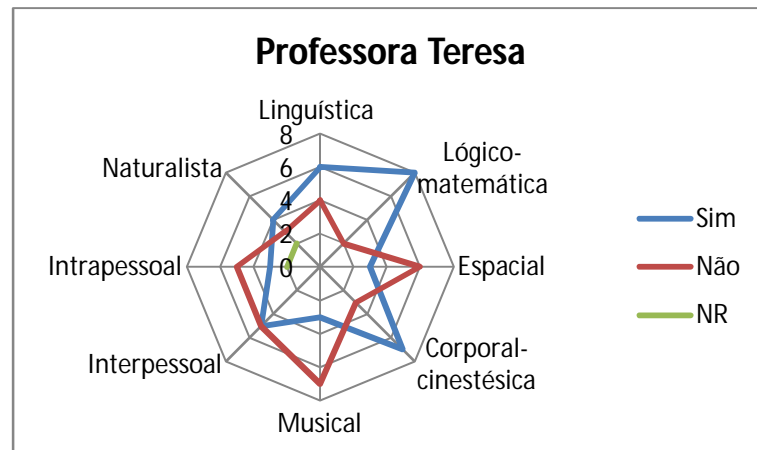 Professora Teresa
Linguística
Lógico-
matemática
Espacial
Corporal-
cinestésica
Musical
Interpessoal
Intrapessoal
Naturalista
8
6
4
2
0
Sim
Não
NR